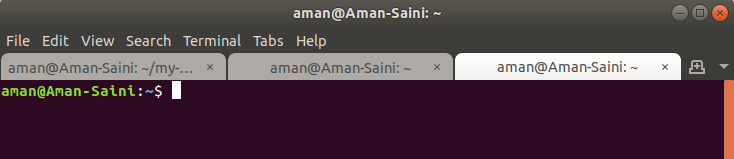 aman@Aman-Saini: ~
File Edit View Search Terminal Tabs Help
aman@Aman-Saini: ~/my-... × aman@Aman-Saini: ~ × aman@Aman-Saini: ~ ×
aman@Aman-Saini:~$